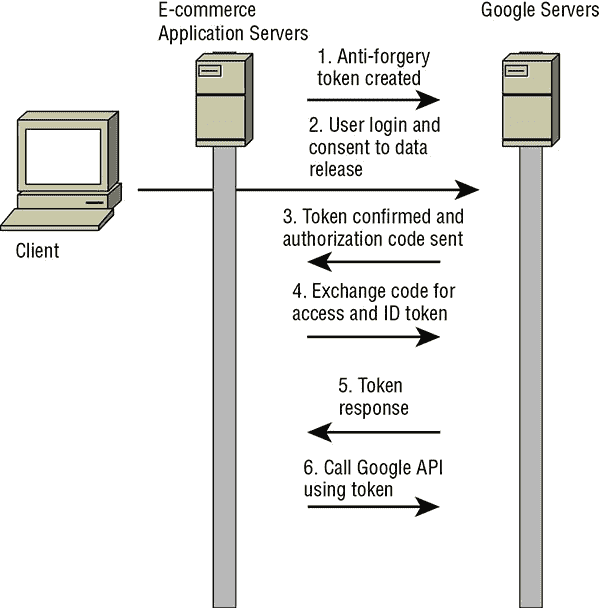 E-commerce
Application Servers
Google Servers
1. Anti-forgery
token created
2. User login and
consent to data
release
Client
3. Token confirmed and
authorization code sent
4. Exchange code for
access and ID token
5. Token
response
6. Call Google API
using token